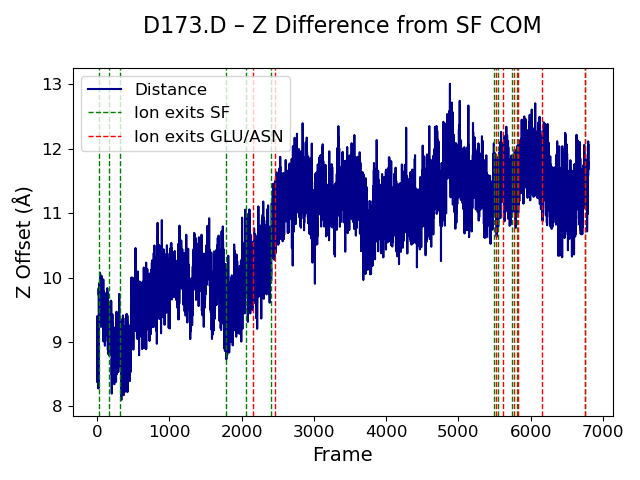 D173.D – Z Difference from SF COM
Distance
Ion exits SF
Ion exits GLU/ASN
13
12
11
10
9
8
Z Offset (Å)
0 1000 2000 3000 4000 5000 6000 7000
Frame